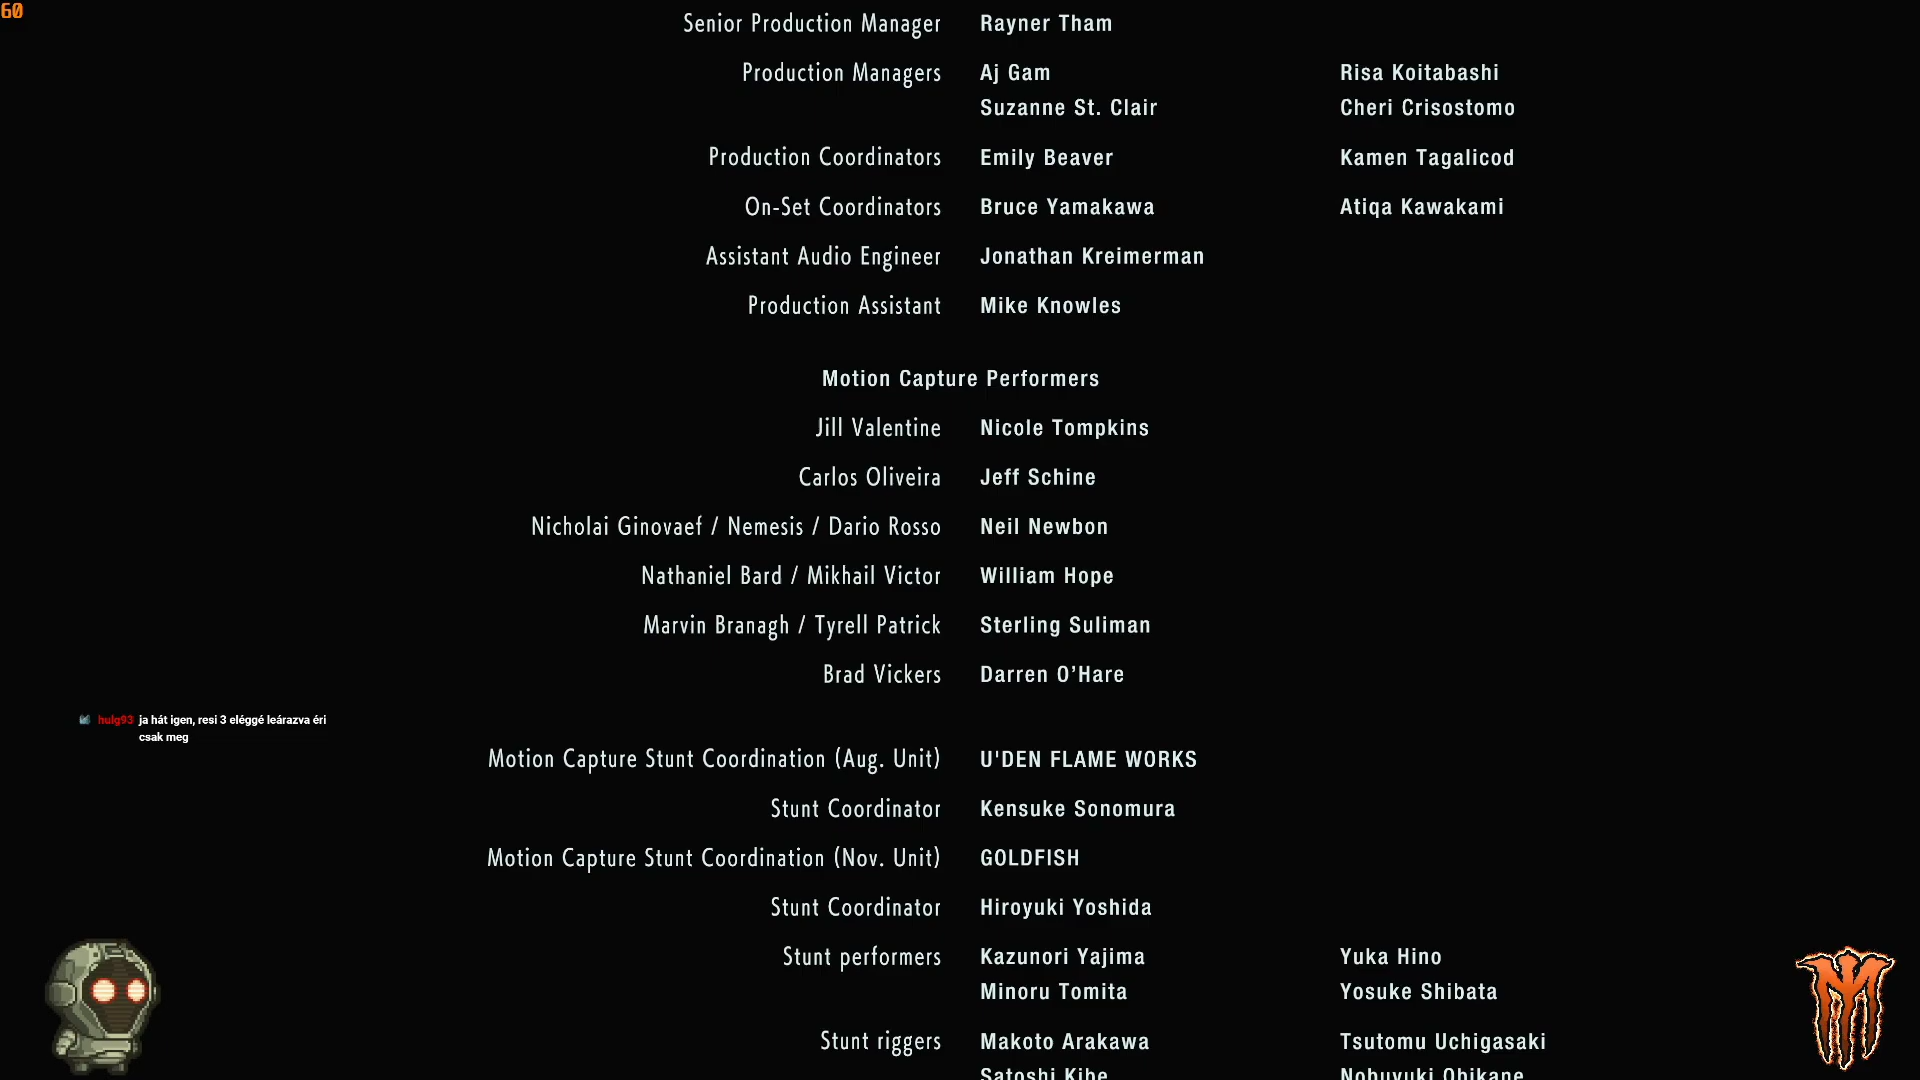 60
Senior Production Manager Rayner Tham
Production Managers Aj Gam Risa Koitabashi
Suzanne St. Clair Cheri Crisostomo
Production Coordinators Emily Beaver Kamen Tagalicod
On-Set Coordinators Bruce Yamakawa Atiqa Kawakami
Assistant Audio Engineer Jonathan Kreimerman
Production Assistant Mike Knowles
Motion Capture Performers
Jill Valentine Nicole Tompkins
Carlos Oliveira Jeff Schine
Nicholai Ginovaef / Nemesis / Dario Rosso Neil Newbon
Nathaniel Bard / Mikhail Victor William Hope
Marvin Branagh / Tyrell Patrick Sterling Suliman
Brad Vickers Darren O’Hare
hulg93 ja hát igen, resi 3 eléggé leárazva éri
csak meg
Motion Capture Stunt Coordination (Aug. Unit) U'DEN FLAME WORKS
Stunt Coordinator Kensuke Sonomura
Motion Capture Stunt Coordination (Nov. Unit) GOLDFISH
Stunt Coordinator Hiroyuki Yoshida
Stunt performers Kazunori Yajima Yuka Hino
Minoru Tomita Yosuke Shibata
Stunt riggers Makoto Arakawa Tsutomu Uchigasaki
Satoshi Kibe Nobuyuki Obikane